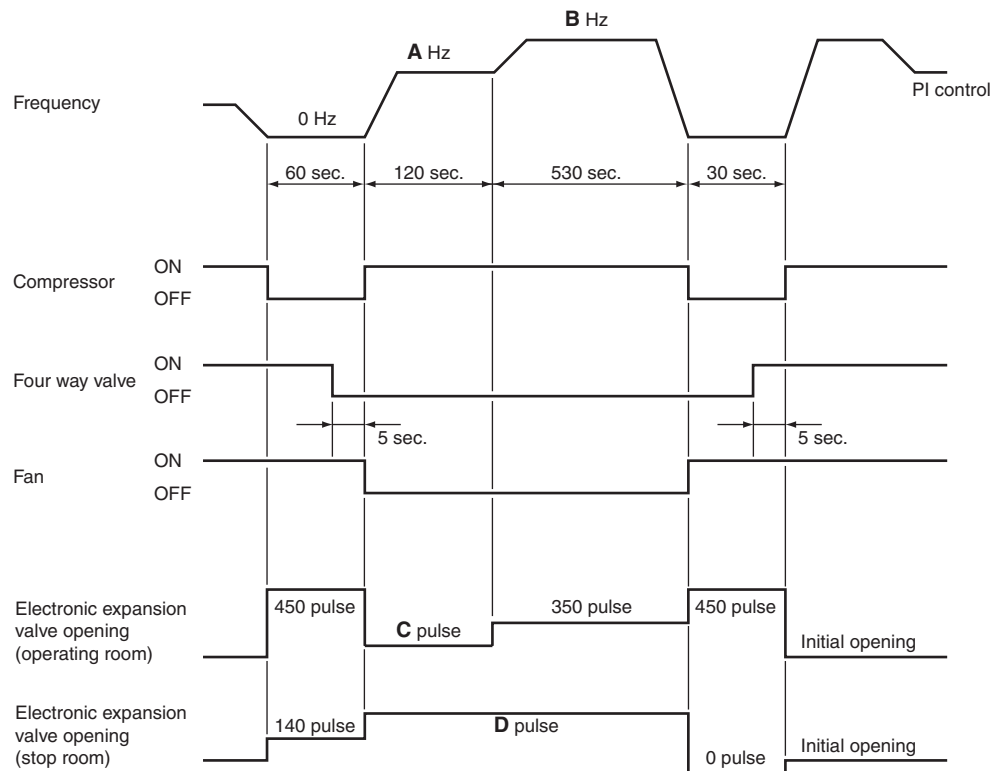 B Hz
A Hz
PI control
Frequency
0 Hz
60 sec.
120 sec.
530 sec.
30 sec.
ON
Compressor
OFF
ON
Four way valve
OFF
5 sec.
5 sec.
ON
Fan
OFF
Electronic expansion
valve opening
(operating room)
450 pulse
C pulse
350 pulse
450 pulse
Initial opening
Electronic expansion
valve opening
(stop room)
140 pulse
D pulse
0 pulse
Initial opening